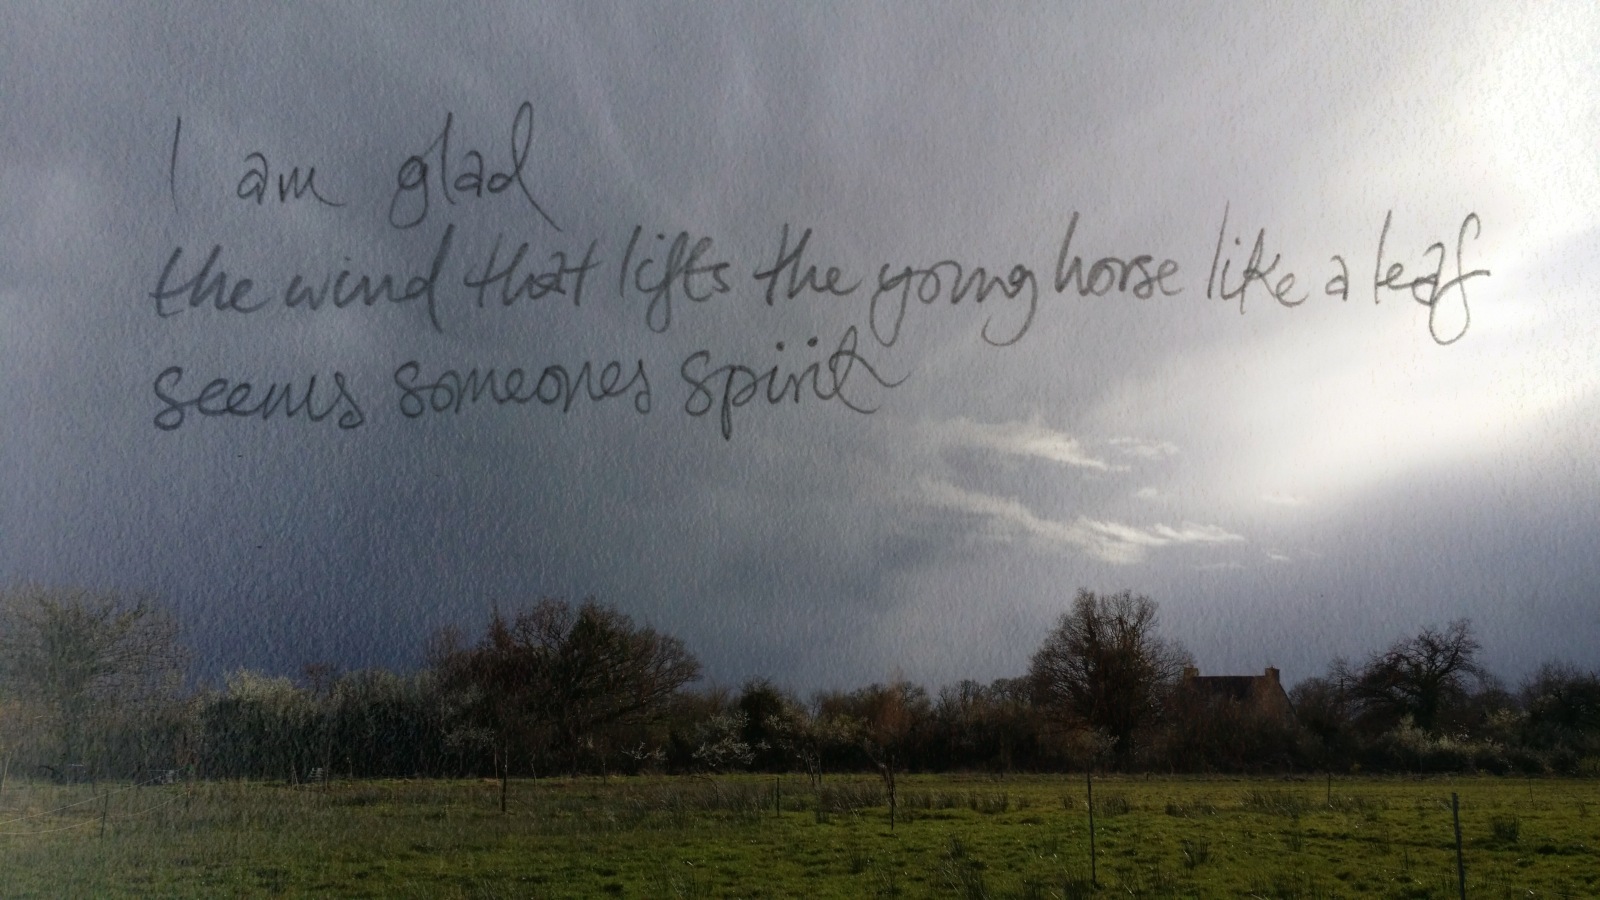 I am glad
the wind that lifts the young horse like a leaf
seems someones spirit